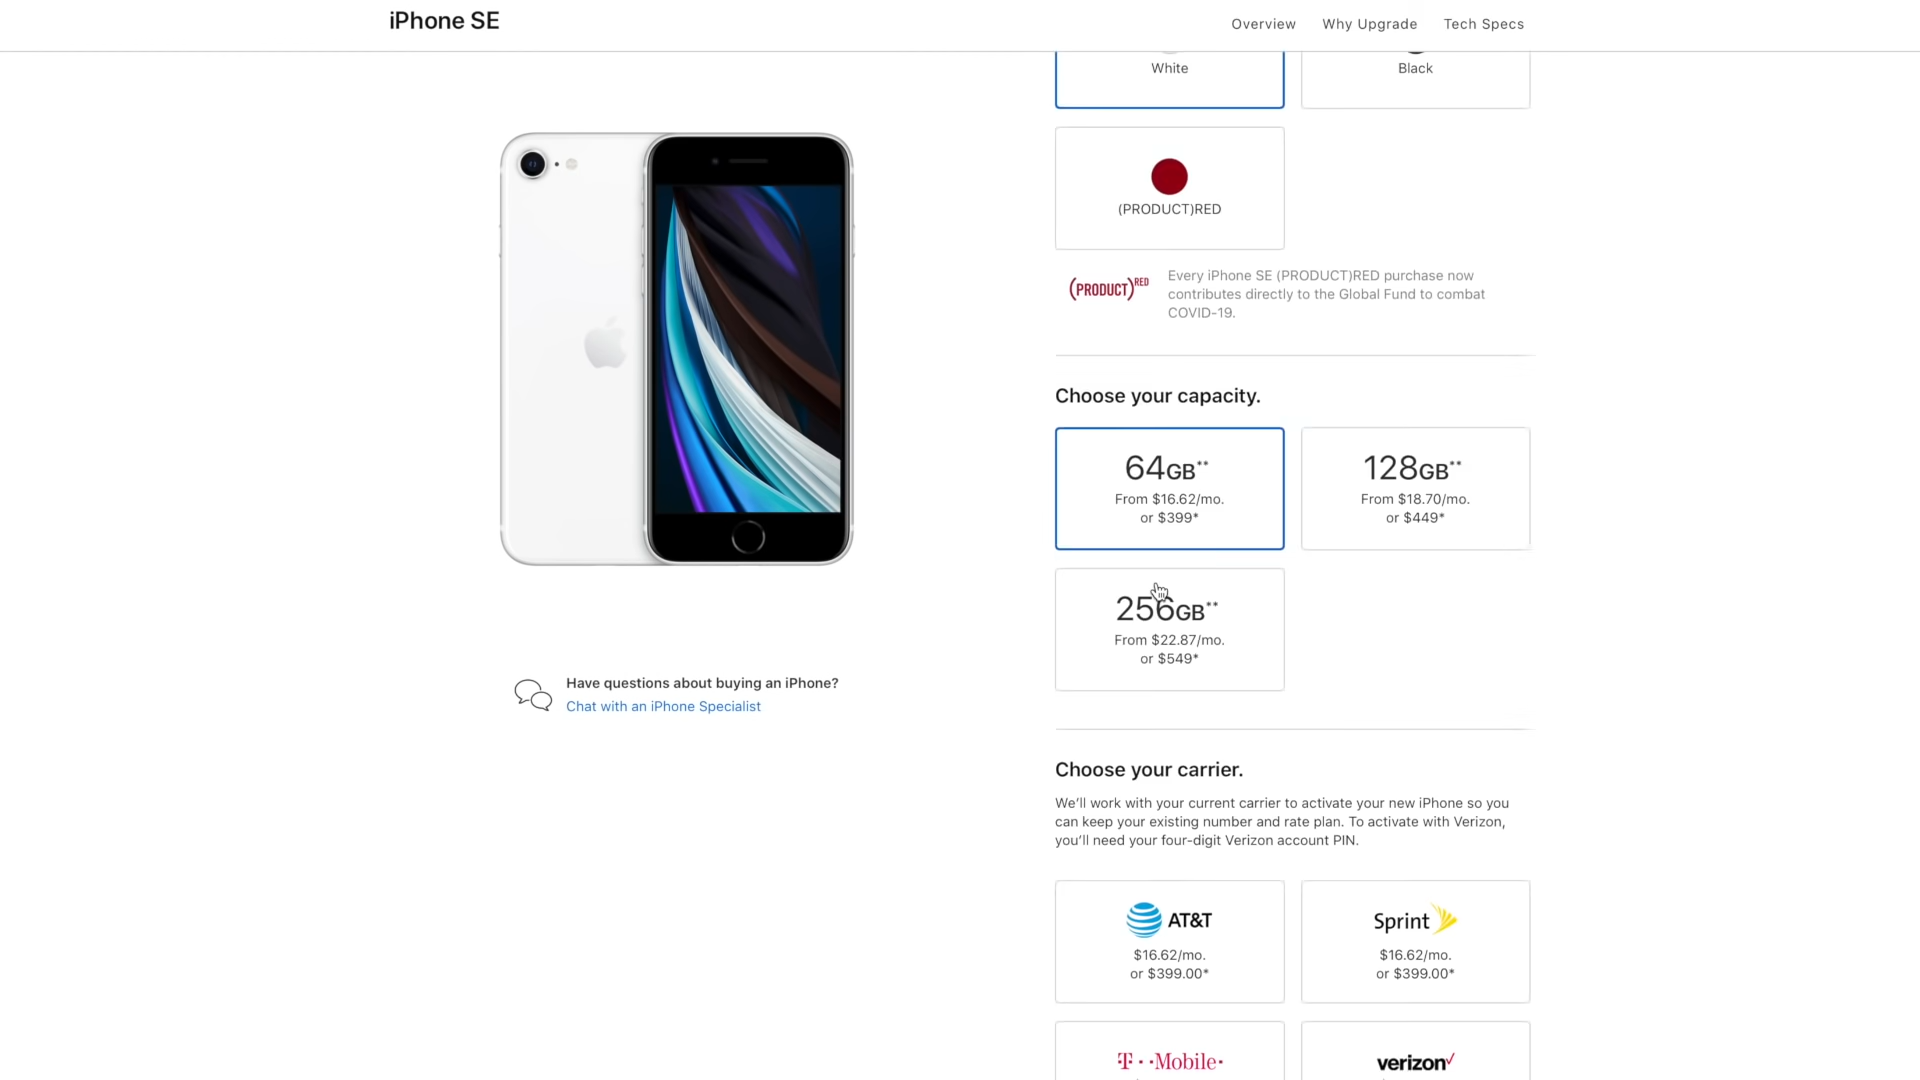 iPhone SE
Overview
Why Upgrade
Tech Specs
White
Black
(PRODUCT)RED
(PRODUCT)RED
Every iPhone SE (PRODUCT)RED purchase now
contributes directly to the Global Fund to combat
COVID-19.
Choose your capacity.
64GB**
From $16.62/mo.
or $399*
128GB**
From $18.70/mo.
or $449*
256GB**
From $22.87/mo.
or $549*
Have questions about buying an iPhone?
Chat with an iPhone Specialist
Choose your carrier.
We'll work with your current carrier to activate your new iPhone so you
can keep your existing number and rate plan. To activate with Verizon,
you'll need your four-digit Verizon account PIN.
AT&T
$16.62/mo.
or $399.00*
Sprint
$16.62/mo.
or $399.00*
T··Mobile·
verizon✓